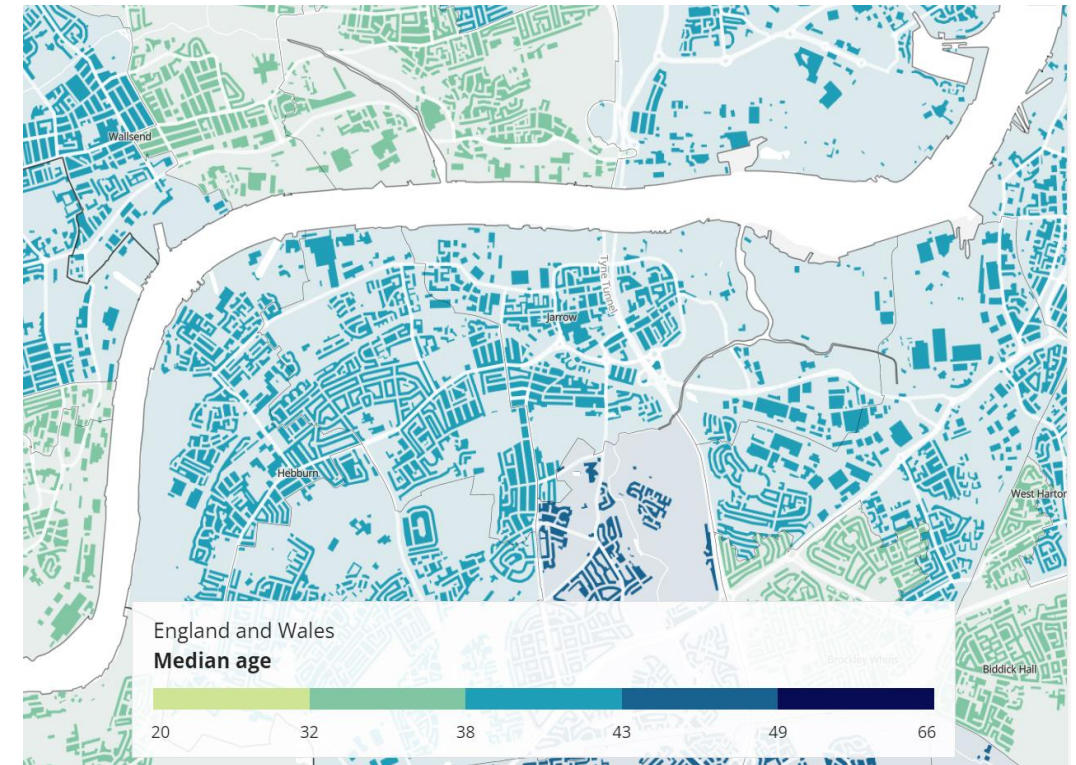 Wallsend
Tyne Tunnel
Jarrow
Hebburn
West Harton
England and Wales
Median age
Brockley Whins
Biddick Hall
20 32 38 43 49 66